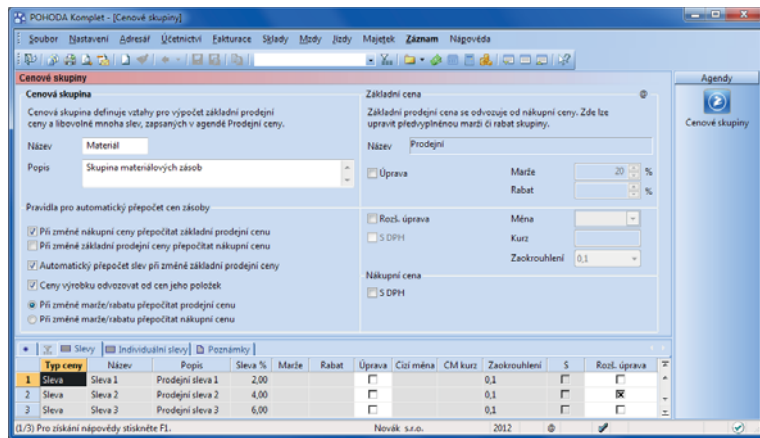 POHODA Komplet - [Cenové skupiny]
Soubor Nastavení Adresář Účetnictví Fakturace Sklady Mzdy Jízdy Majetek Záznam Nápověda
Cenové skupiny
Agendy
Cenová skupina
Základní cena @
Cenová skupina definuje vztahy pro výpočet základní prodejní
ceny a libovolně mnoha slev, zapsaných v agendě Prodejní ceny.
Základní prodejní cena se odvozuje od nákupní ceny. Zde lze
upravit předvyplněnou marži či rabat skupiny.
Cenové skupiny
Název Materiál
Název Prodejní
Popis Skupina materiálových zásob
Úprava Marže 20 %
Rabat %
Pravidla pro automatický přepočet cen zásoby
Rozš. úprava Měna
Při změně nákupní ceny přepočítat základní prodejní cenu
Při změně základní prodejní ceny přepočítat nákupní cenu
S DPH Kurz
Zaokrouhlení 0,1
Automatický přepočet slev při změně základní prodejní ceny
Nákupní cena
Ceny výrobku odvozovat od cen jeho položek
S DPH
Při změně marže/rabatu přepočítat prodejní cenu
Při změně marže/rabatu přepočítat nákupní cenu
Slevy Individuální slevy Poznámky
Typ ceny Název Popis Sleva % Marže Rabat Úprava Cizí měna CM kurz Zaokrouhlení S Rozš. úprava
1 Sleva Sleva 1 Prodejní sleva 1 2,00 0,1
2 Sleva Sleva 2 Prodejní sleva 2 4,00 0,1
3 Sleva Sleva 3 Prodejní sleva 3 6,00 0,1
(1/3) Pro získání nápovědy stiskněte F1. Novák s.r.o. 2012 @